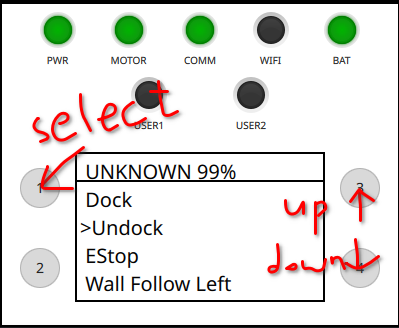 PWR MOTOR COMM WIFI BAT
USER1 USER2
select
UNKNOWN 99%
1
Dock
3
up
>Undock
EStop
down
2
4
Wall Follow Left